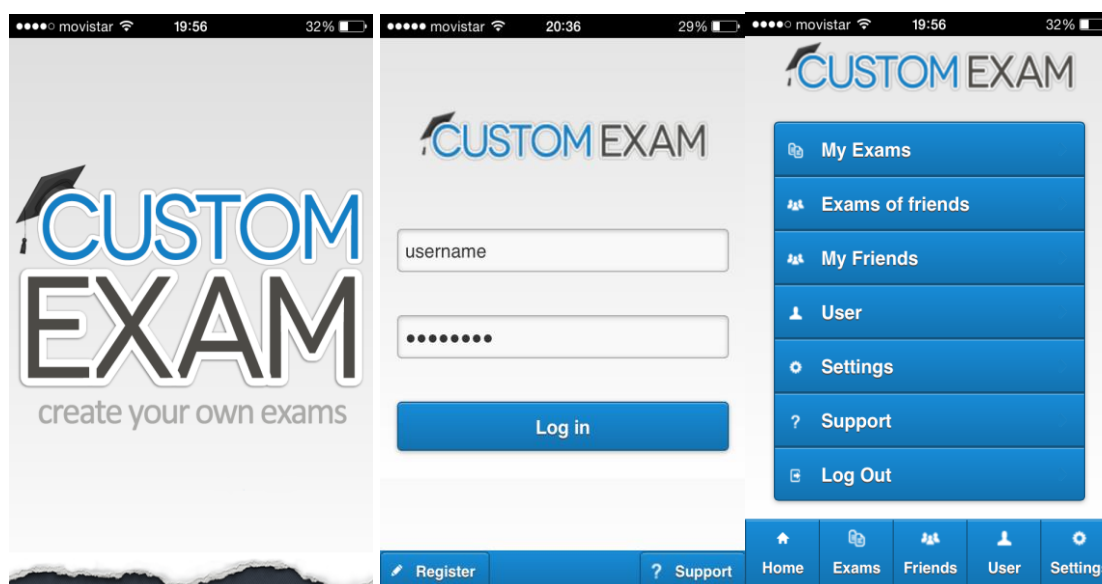 movistar 19:56 32%
CUSTOM
EXAM
create your own exams
movistar 20:36 29%
CUSTOM EXAM
username
Log in
Register
? Support
movistar 19:56 32%
CUSTOM EXAM
My Exams
Exams of friends
My Friends
User
Settings
? Support
Log Out
Home Exams Friends User Setting